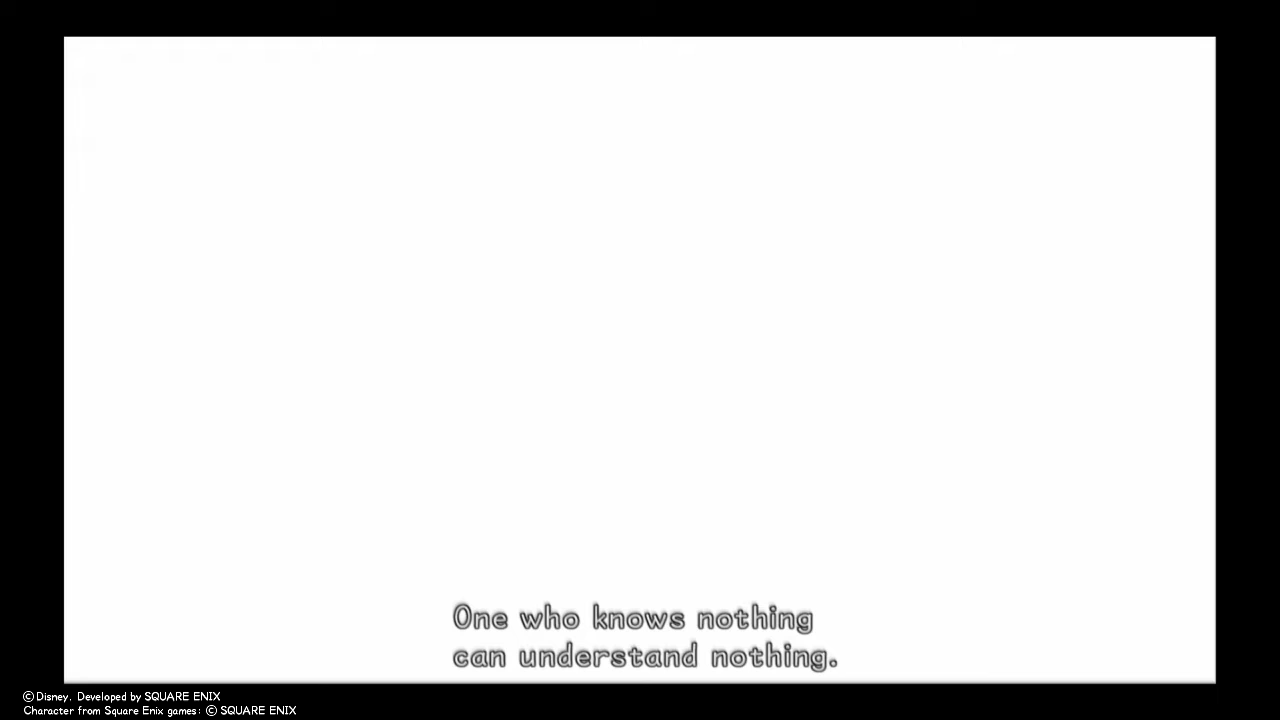 One who knows nothing
can understand nothing.
©Disney. Developed by SQUARE ENIX
Character from Square Enix games: © SQUARE ENIX